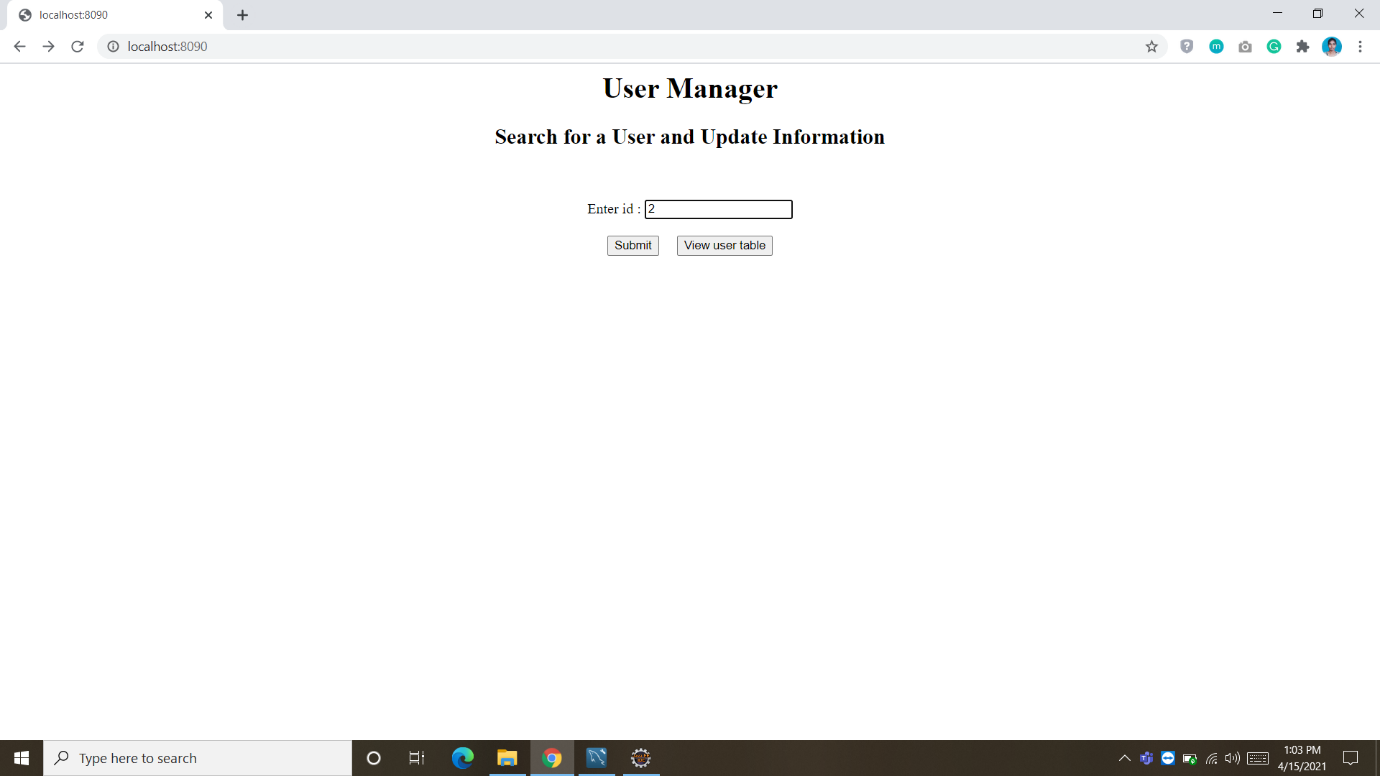 localhost:8090
localhost:8090
User Manager
Search for a User and Update Information
Enter id : 2
Submit View user table
Type here to search
1:03 PM
4/15/2021